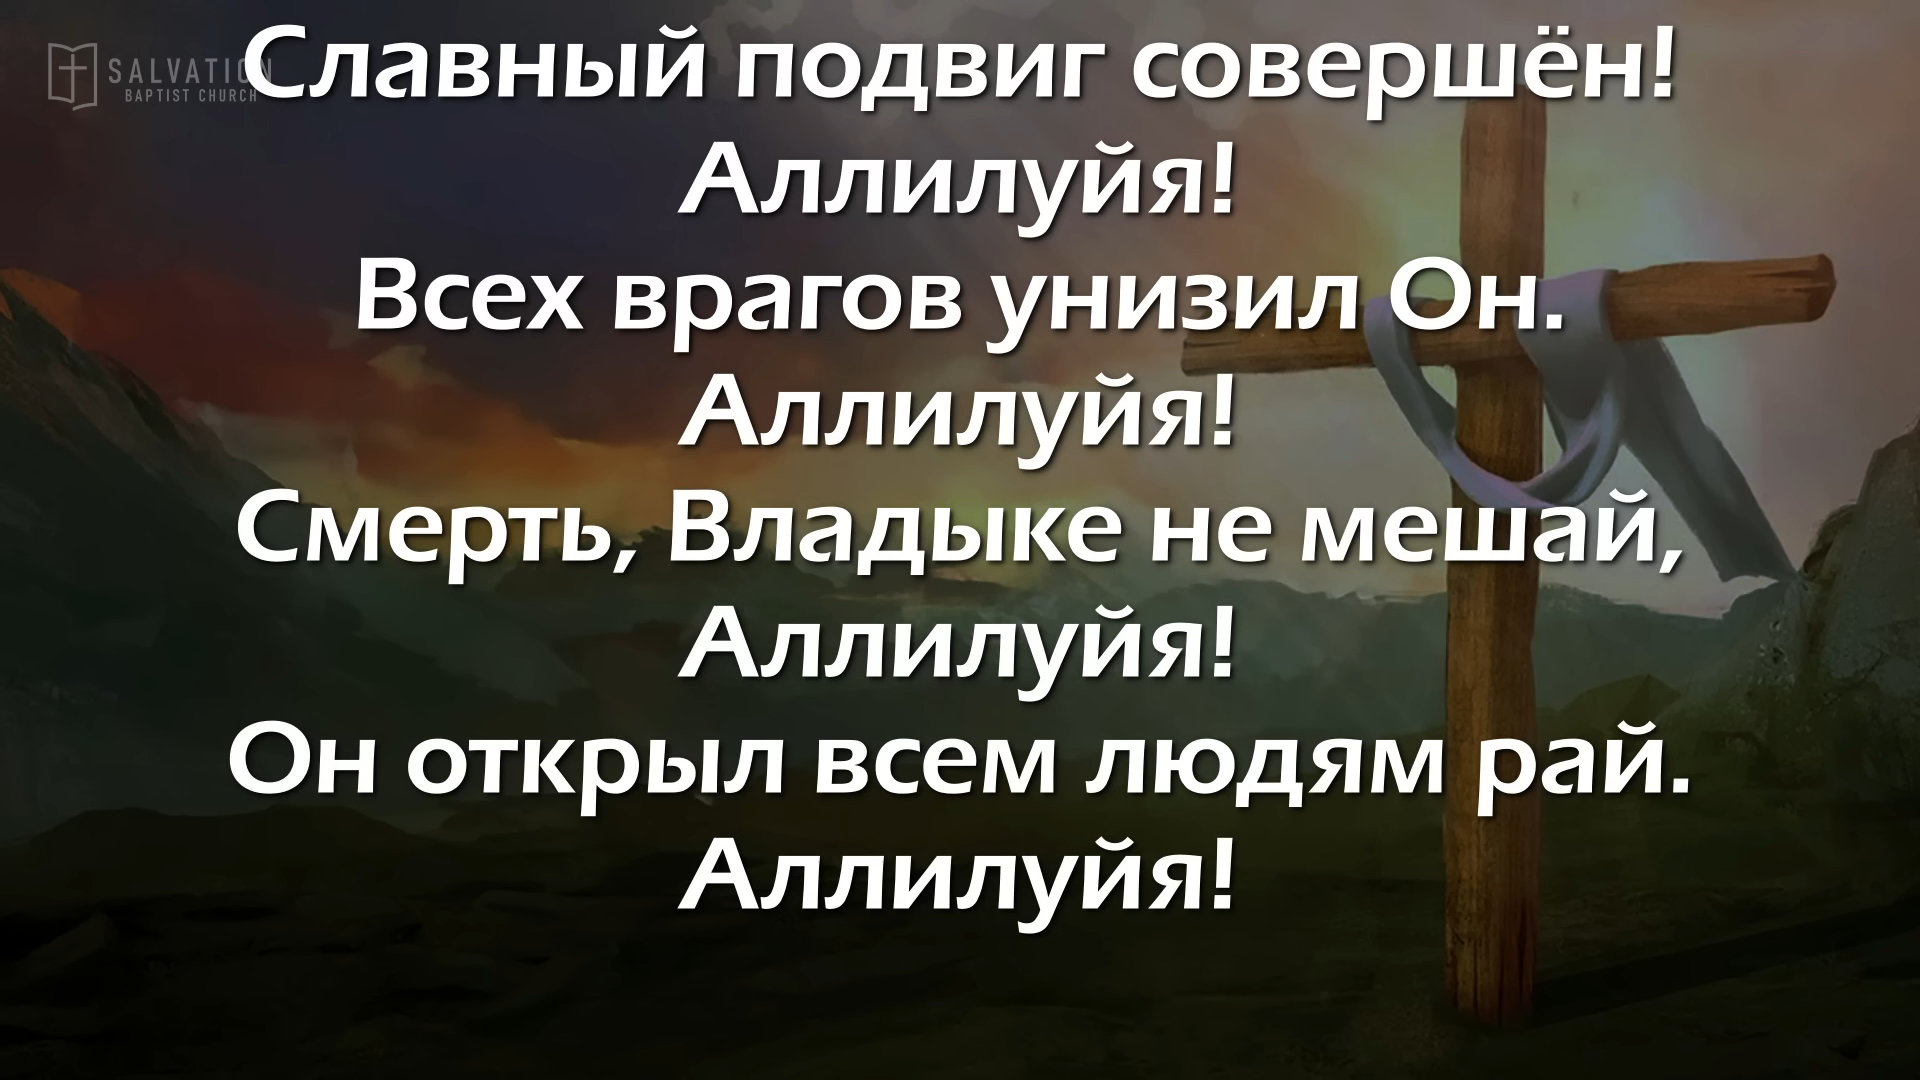 SALVATION
BAPTIST CHURCH
Славный подвиг совершён!
Аллилуйя!
Всех врагов унизил Он.
Аллилуйя!
Смерть, Владыке не мешай,
Аллилуйя!
Он открыл всем людям рай.
Аллилуйя!